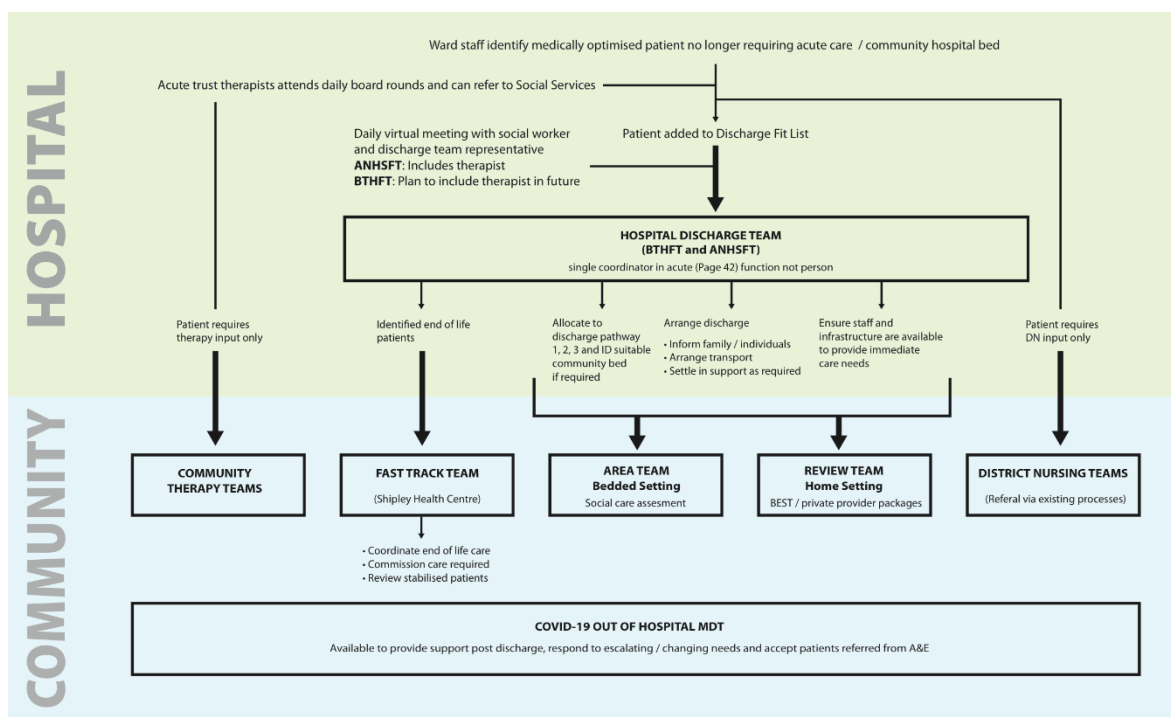 HOSPITAL
Ward staff identify medically optimised patient no longer requiring acute care / community hospital bed
Acute trust therapists attends daily board rounds and can refer to Social Services
Daily virtual meeting with social worker
and discharge team representative
ANHSFT: Includes therapist
BTHFT: Plan to include therapist in future
Patient added to Discharge Fit List
HOSPITAL DISCHARGE TEAM
(BTHFT and ANHSFT)
single coordinator in acute (Page 42) function not person
Patient requires
therapy input only
Identified end of life
patients
Allocate to
discharge pathway
1, 2, 3 and ID suitable
community bed
if required
Arrange discharge
• Inform family / individuals
• Arrange transport
• Settle in support as required
Ensure staff and
infrastructure are available
to provide immediate
care needs
Patient requires
DN input only
COMMUNITY
COMMUNITY
THERAPY TEAMS
FAST TRACK TEAM
(Shipley Health Centre)
AREA TEAM
Bedded Setting
Social care assesment
REVIEW TEAM
Home Setting
BEST / private provider packages
DISTRICT NURSING TEAMS
(Referal via existing processes)
• Coordinate end of life care
• Commission care required
• Review stabilised patients
COVID-19 OUT OF HOSPITAL MDT
Available to provide support post discharge, respond to escalating / changing needs and accept patients referred from A&E